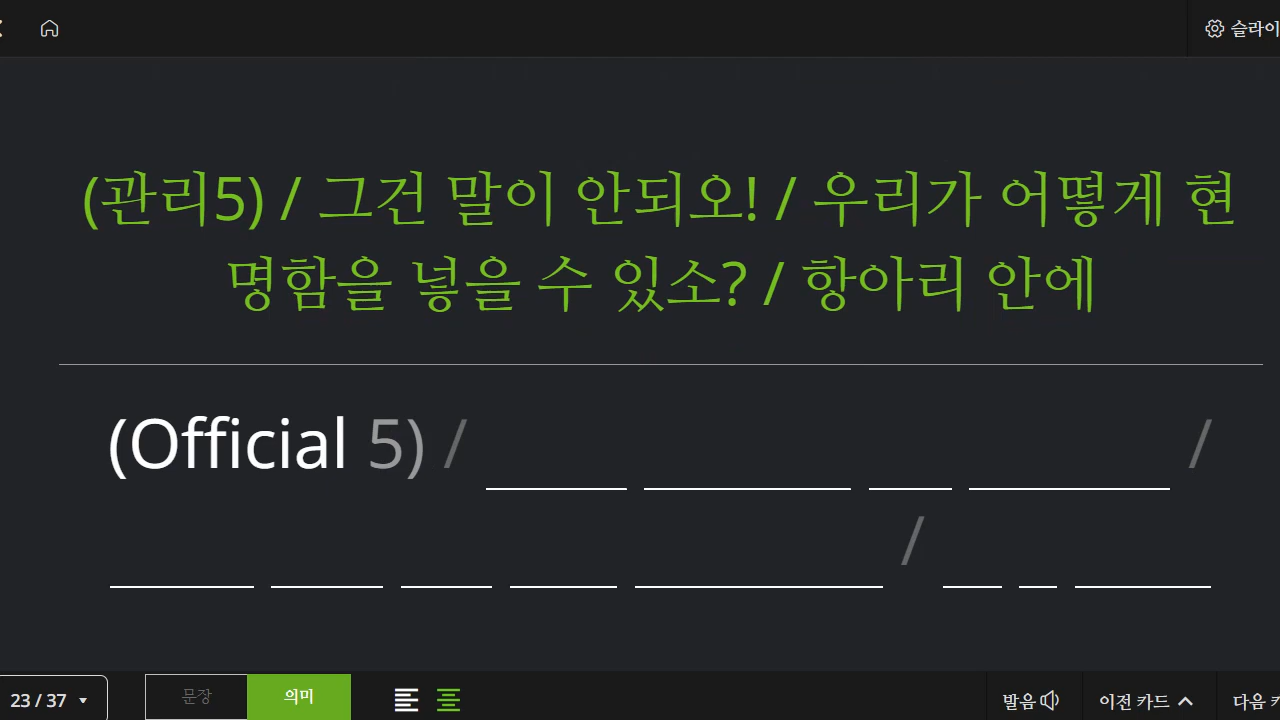 슬라이
(관리5) / 그건 말이 안되오! / 우리가 어떻게 현
명함을 넣을 수 있소? / 항아리 안에
(Official 5) / /
/
23 / 37
문장
의미
발음
이전 카드
다음